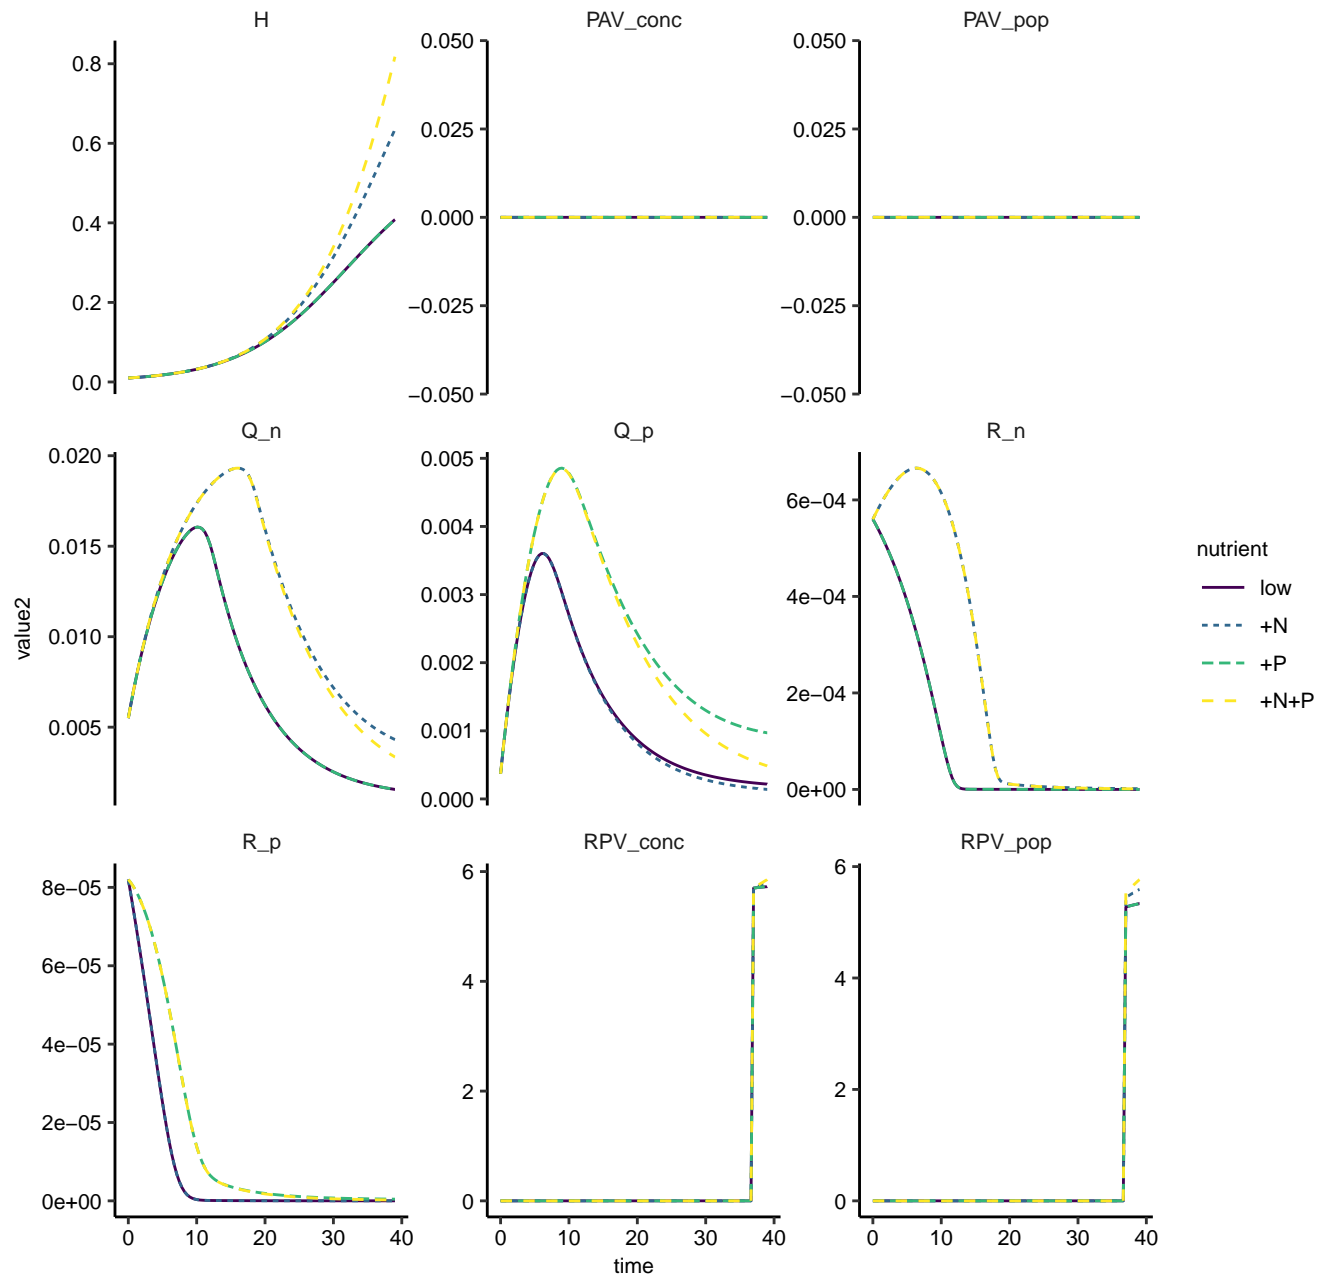 H
PAV_conc
PAV_pop
0.8
0.6
0.4
0.2
0.0
0.050
0.025
0.000
−0.025
−0.050
0.050
0.025
0.000
−0.025
−0.050
Q_n
Q_p
R_n
0.020
0.015
0.010
0.005
0.005
0.004
0.003
0.002
0.001
0.000
6e−04
4e−04
2e−04
0e+00
R_p
RPV_conc
RPV_pop
8e−05
6e−05
4e−05
2e−05
0e+00
6
4
2
0
6
4
2
0
0 10 20 30 40
0 10 20 30 40
0 10 20 30 40
time
value2
nutrient
low
+N
+P
+N+P